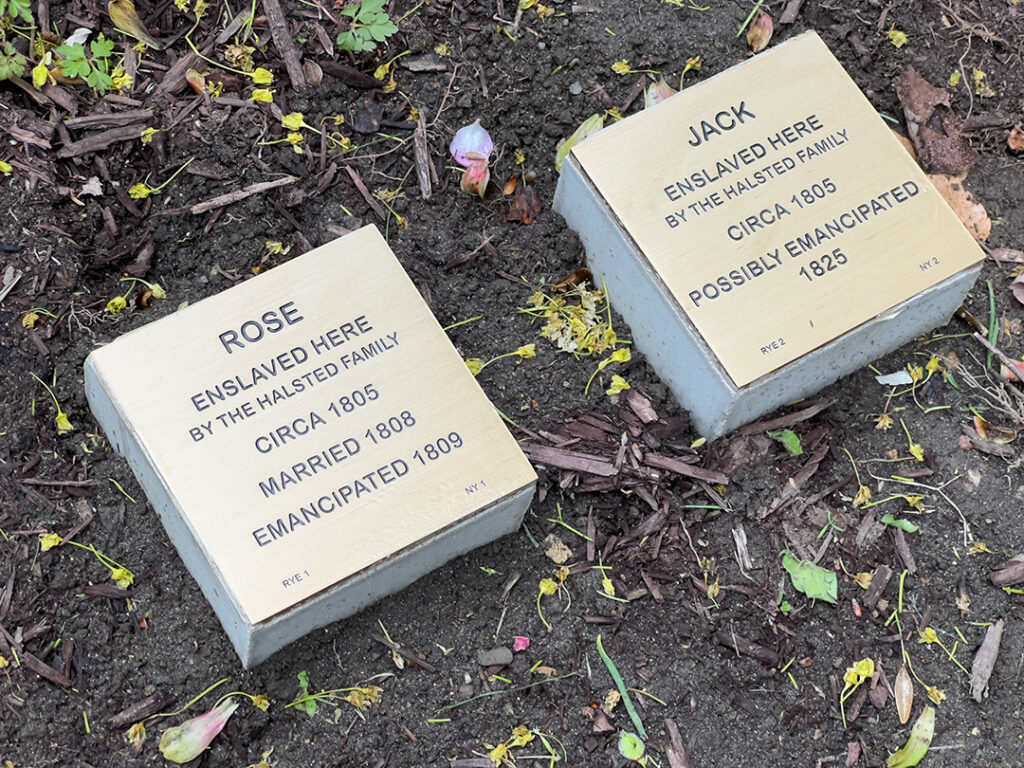 ROSE
ENSLAVED HERE
BY THE HALSTED FAMILY
CIRCA 1805
MARRIED 1808
EMANCIPATED 1809
NY 1
RYE 1
JACK
ENSLAVED HERE
BY THE HALSTED FAMILY
CIRCA 1805
POSSIBLY EMANCIPATED
1825
NY 2
RYE 2